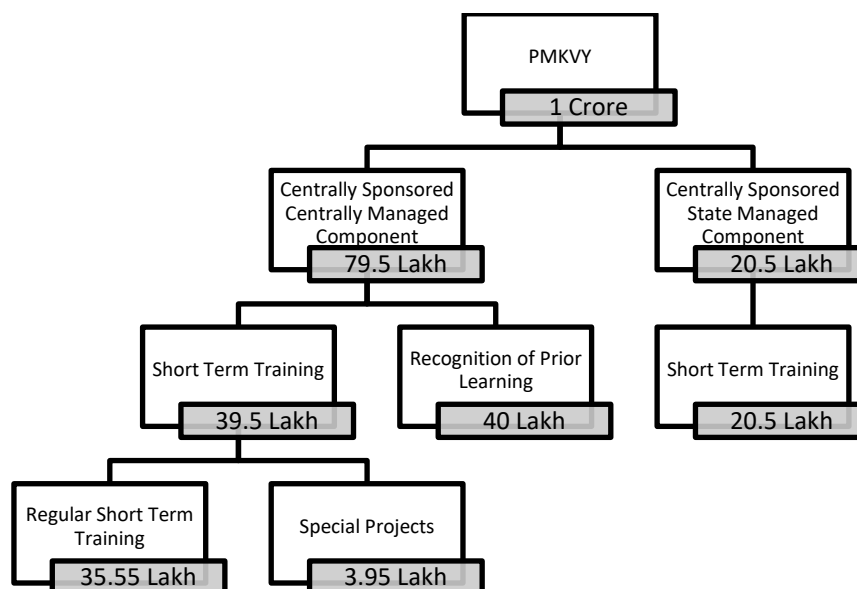 PMKVY
1 Crore
Centrally Sponsored
Centrally Managed
Component
79.5 Lakh
Centrally Sponsored
State Managed
Component
20.5 Lakh
Short Term Training
39.5 Lakh
Recognition of Prior
Learning
40 Lakh
Short Term Training
20.5 Lakh
Regular Short Term
Training
35.55 Lakh
Special Projects
3.95 Lakh